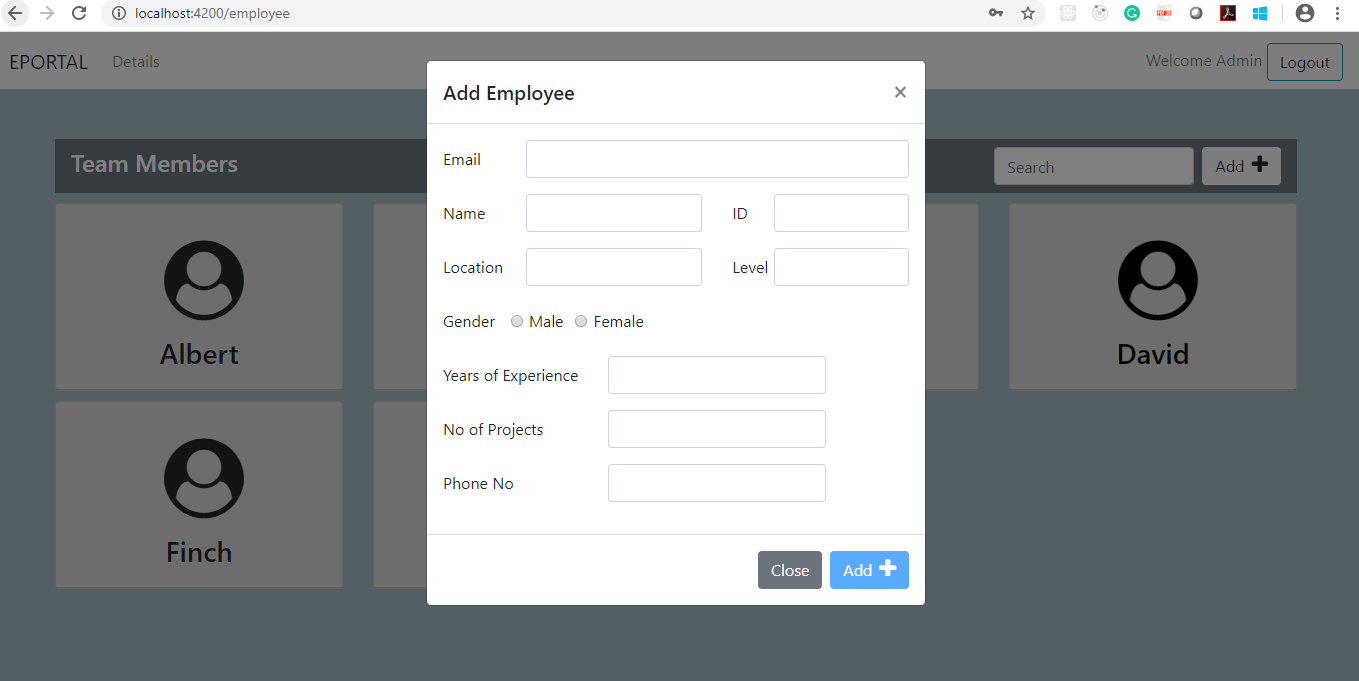 localhost:4200/employee
EPORTAL Details Welcome Admin Logout
Add Employee ×
Team Members Search Add
Email
Name ID
Location Level
Gender Male Female
Years of Experience
No of Projects
Phone No
Albert David
Finch
Close Add